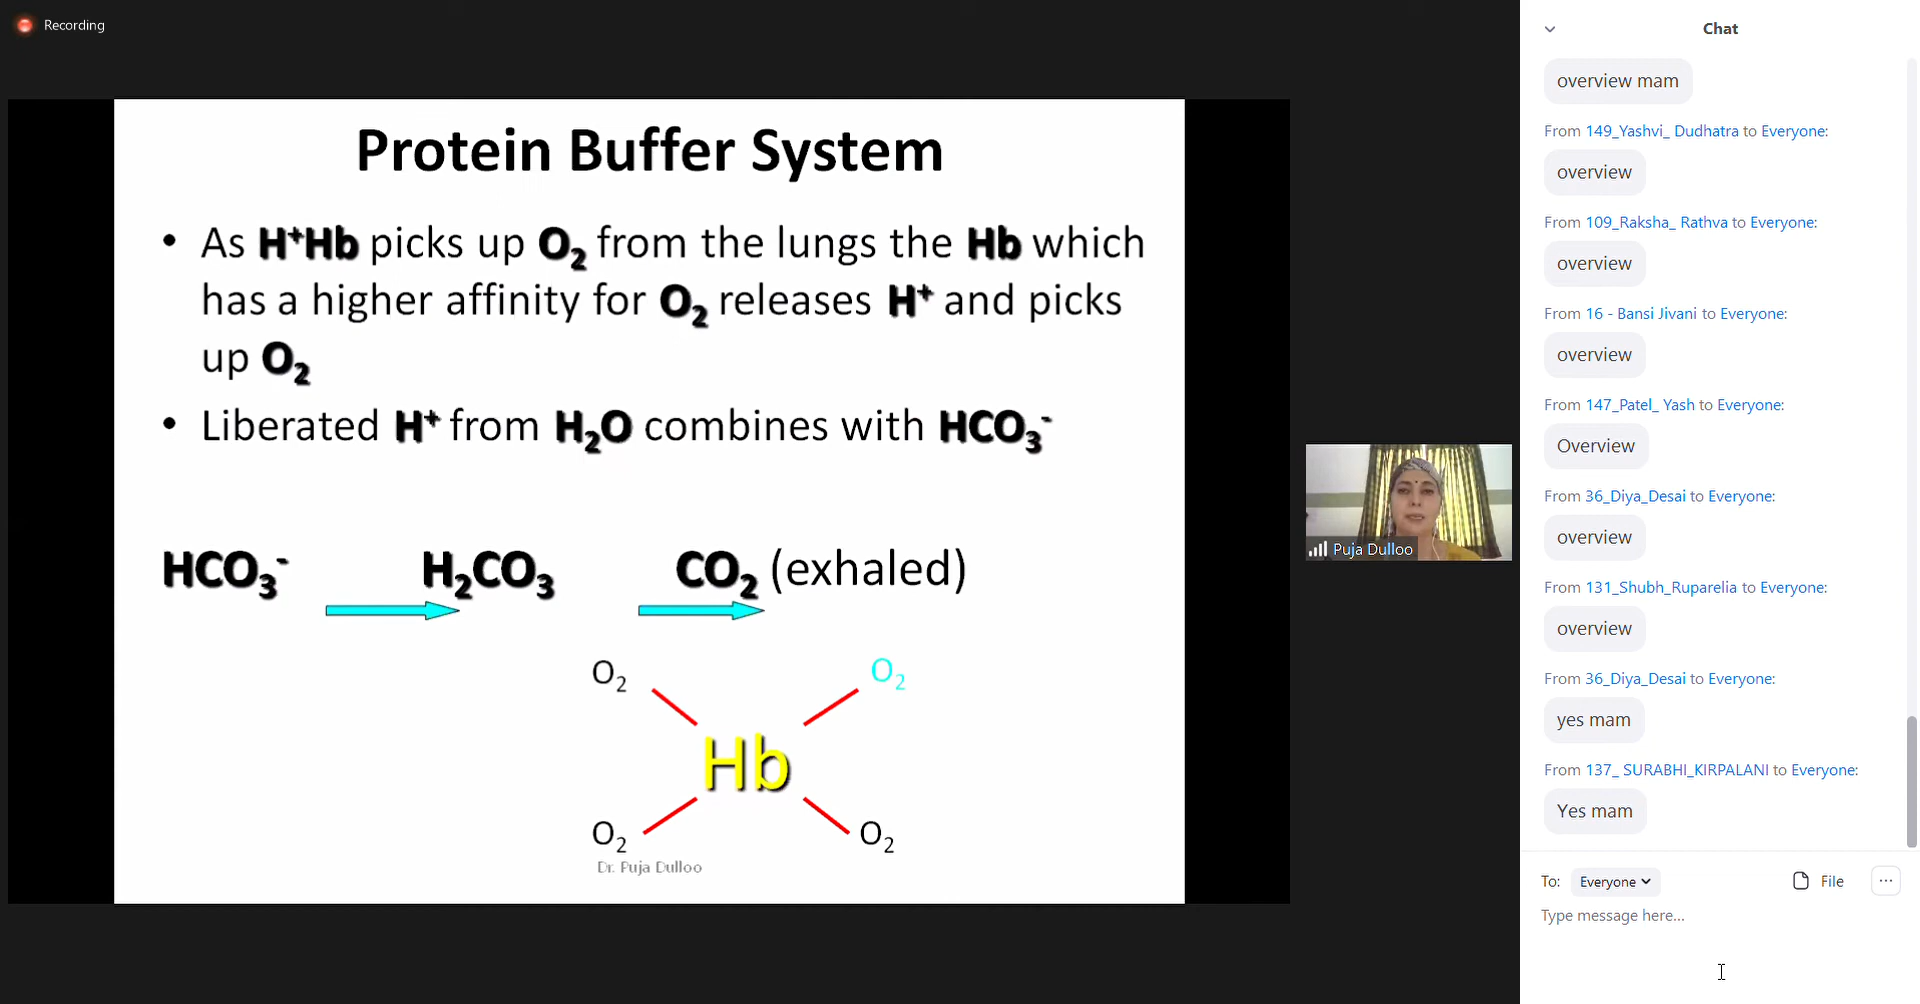 Recording
Protein Buffer System
• As H⁺Hb picks up O₂ from the lungs the Hb which
has a higher affinity for O₂ releases H⁺ and picks
up O₂
• Liberated H⁺ from H₂O combines with HCO₃⁻
HCO₃⁻ H₂CO₃ CO₂ (exhaled)
O₂ O₂
Hb
O₂ O₂
Dr. Puja Dulloo
Puja Dulloo
Chat
overview mam
From 149_Yashvi_ Dudhatra to Everyone:
overview
From 109_Raksha_ Rathva to Everyone:
overview
From 16 - Bansi Jivani to Everyone:
overview
From 147_Patel_ Yash to Everyone:
Overview
From 36_Diya_Desai to Everyone:
overview
From 131_Shubh_Ruparelia to Everyone:
overview
From 36_Diya_Desai to Everyone:
yes mam
From 137_ SURABHI_KIRPALANI to Everyone:
Yes mam
To: Everyone File ...
Type message here...